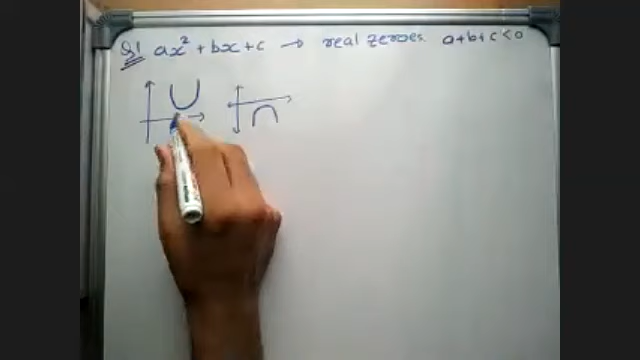 Q1 ax² + bx + c → real zeroes. a+b+c < 0